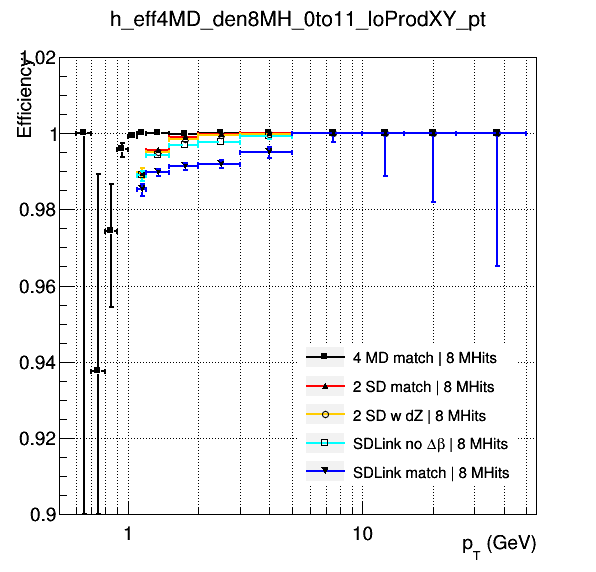 h_eff4MD_den8MH_0to11_loProdXY_pt
Efficiency
1.02
1
0.98
0.96
0.94
0.92
0.9
4 MD match | 8 MHits
2 SD match | 8 MHits
2 SD w dZ | 8 MHits
SDLink no Δβ | 8 MHits
SDLink match | 8 MHits
1
10
p_T (GeV)